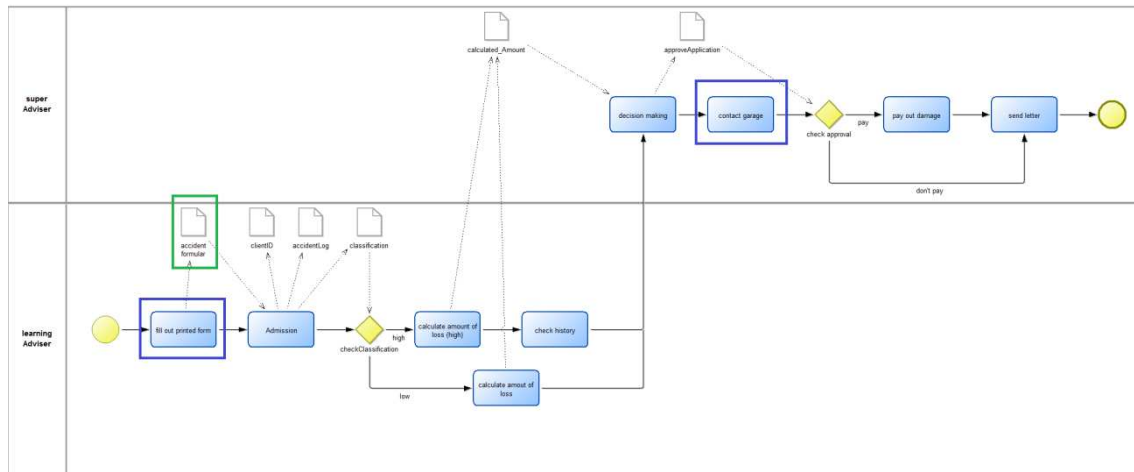 calculated_Amount
approveApplication
super
Adviser
decision making
contact garage
check approval
pay
pay out damage
send letter
don't pay
accident
formular
clientID
accidentLog
classification
learning
Adviser
fill out printed form
Admission
checkClassification
high
calculate amount of
loss (high)
check history
low
calculate amout of
loss